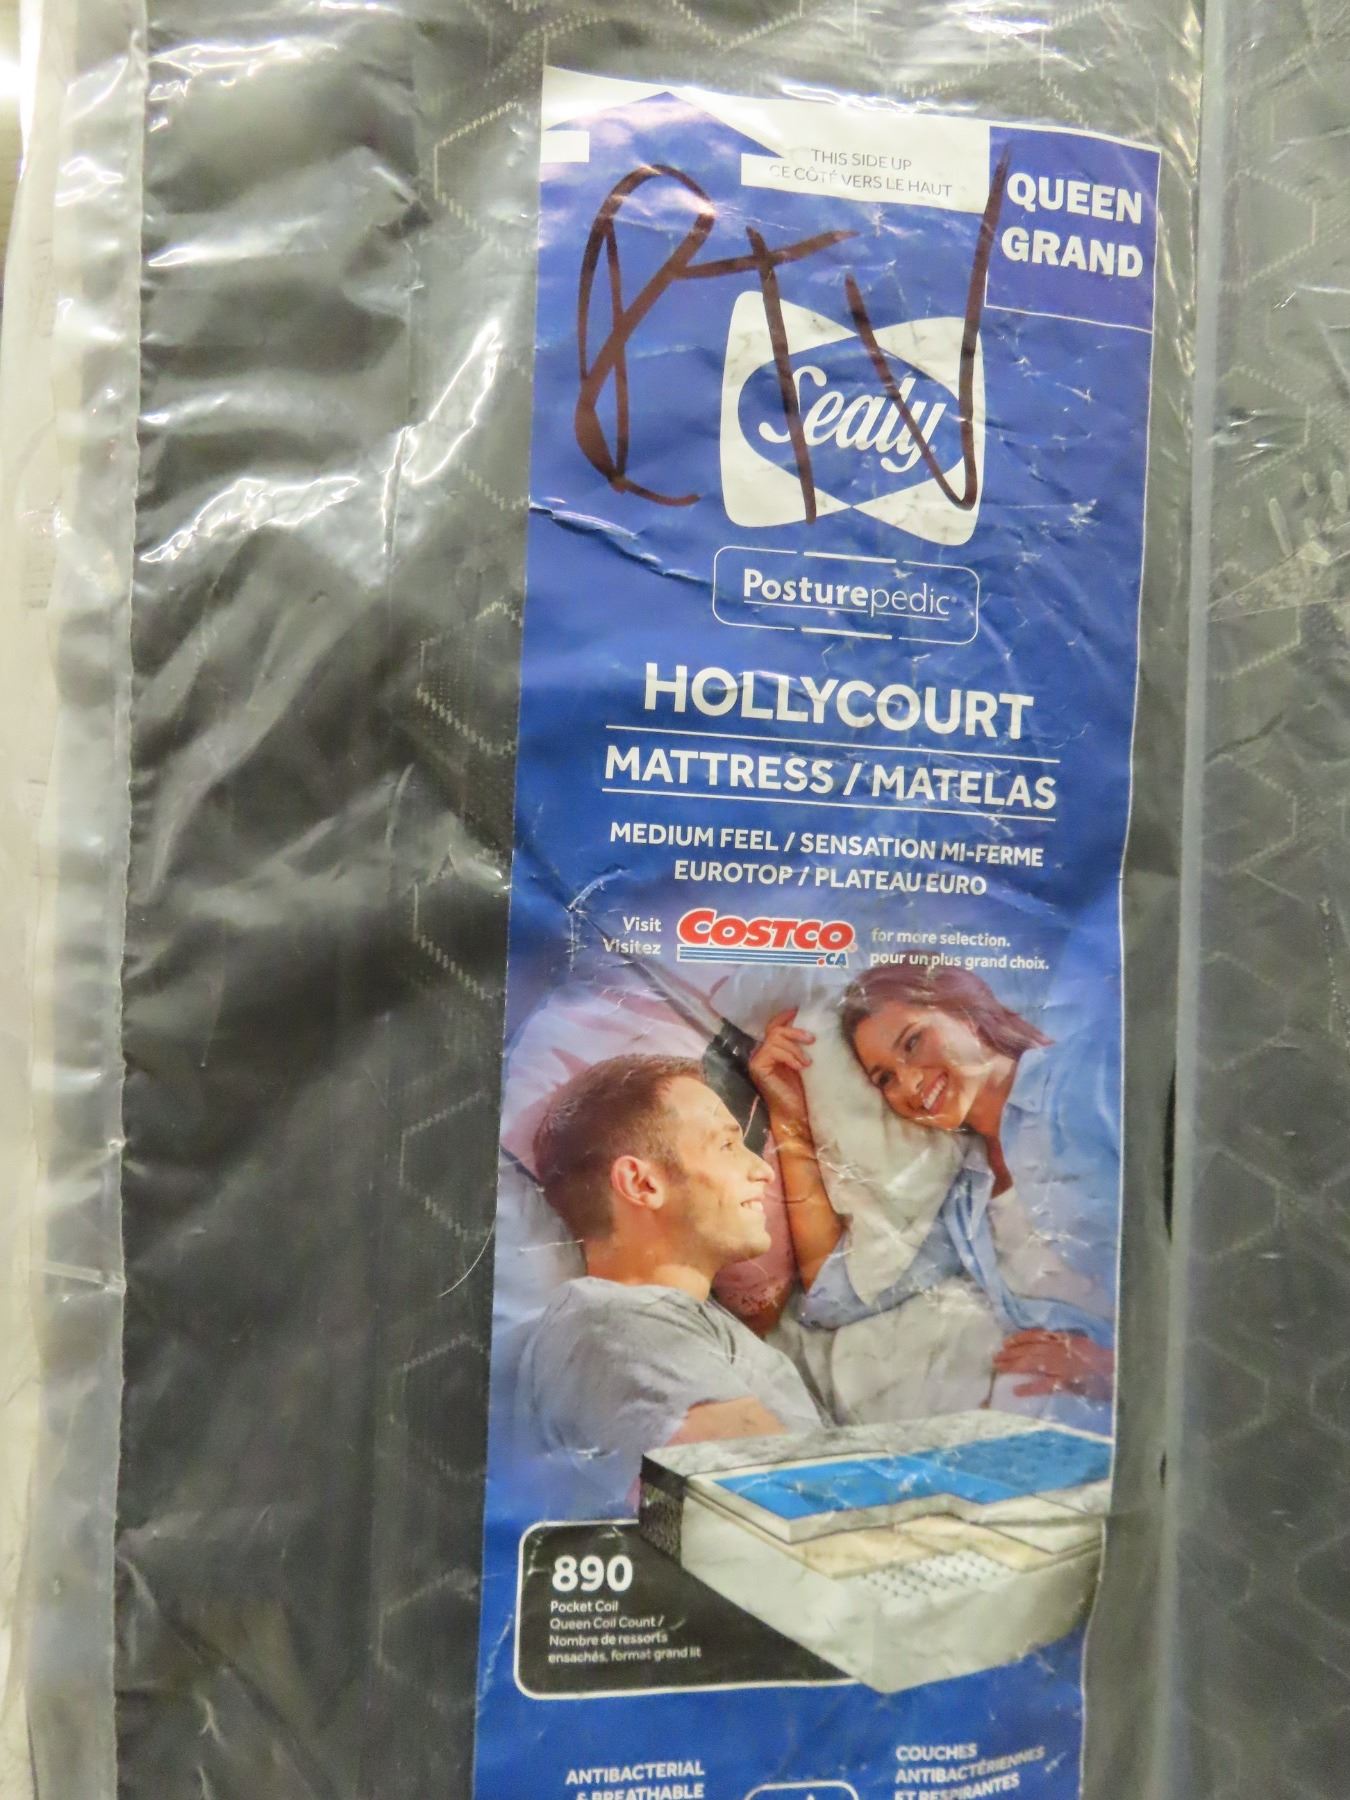 THIS SIDE UP
CE CÔTÉ VERS LE HAUT
QUEEN
GRAND
RTV
Sealy
Posturepedic
HOLLYCOURT
MATTRESS / MATELAS
MEDIUM FEEL / SENSATION MI-FERME
EUROTOP / PLATEAU EURO
Visit
Visitez
COSTCO
.CA
for more selection.
pour un plus grand choix.
890
Pocket Coil
Queen Coil Count /
Nombre de ressorts
ensachés, format grand lit
ANTIBACTERIAL
& BREATHABLE
COUCHES
ANTIBACTÉRIENNES
ET RESPIRANTES